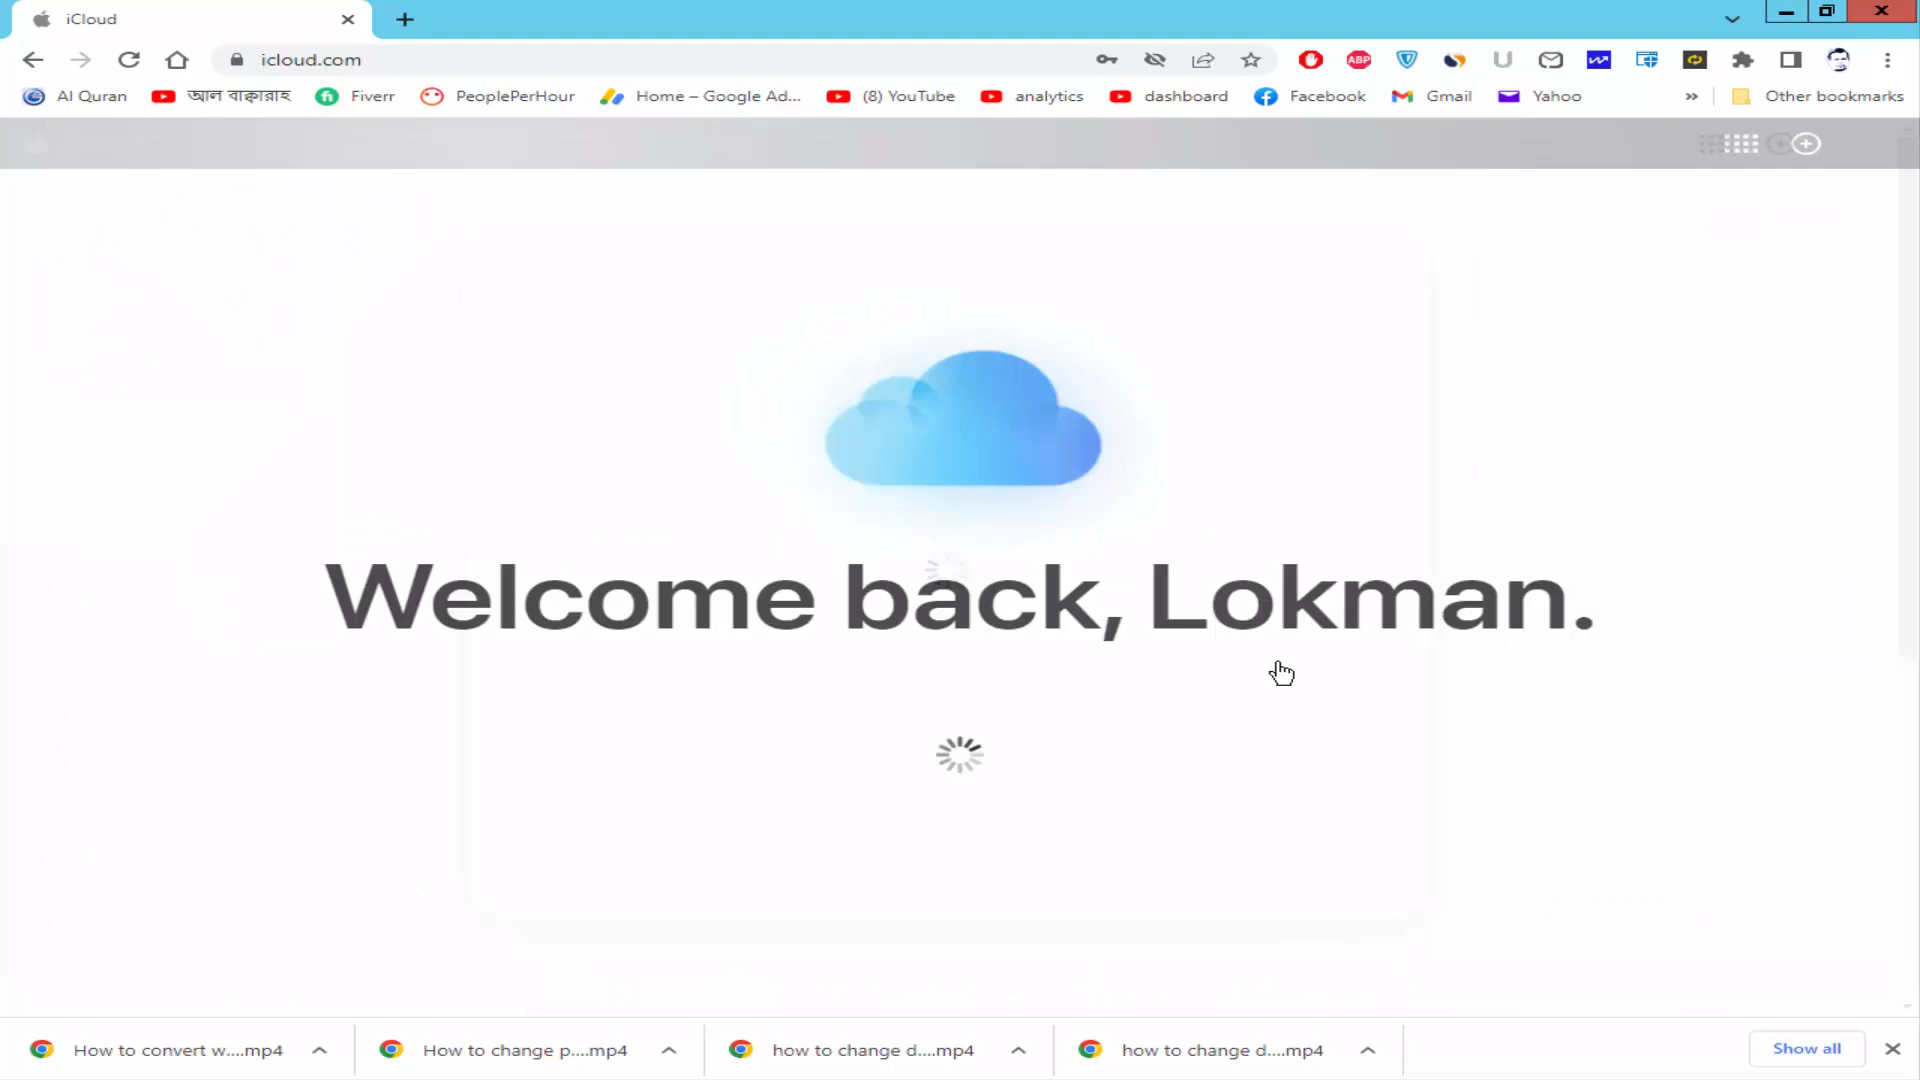 iCloud
icloud.com
ABP
Al Quran
আল বাক্বারাহ
fi Fiverr
PeoplePerHour
Home – Google Ad...
(8) YouTube
analytics
dashboard
Facebook
Gmail
Yahoo
»
Other bookmarks
Welcome back, Lokman.
How to convert w....mp4
How to change p....mp4
how to change d....mp4
how to change d....mp4
Show all